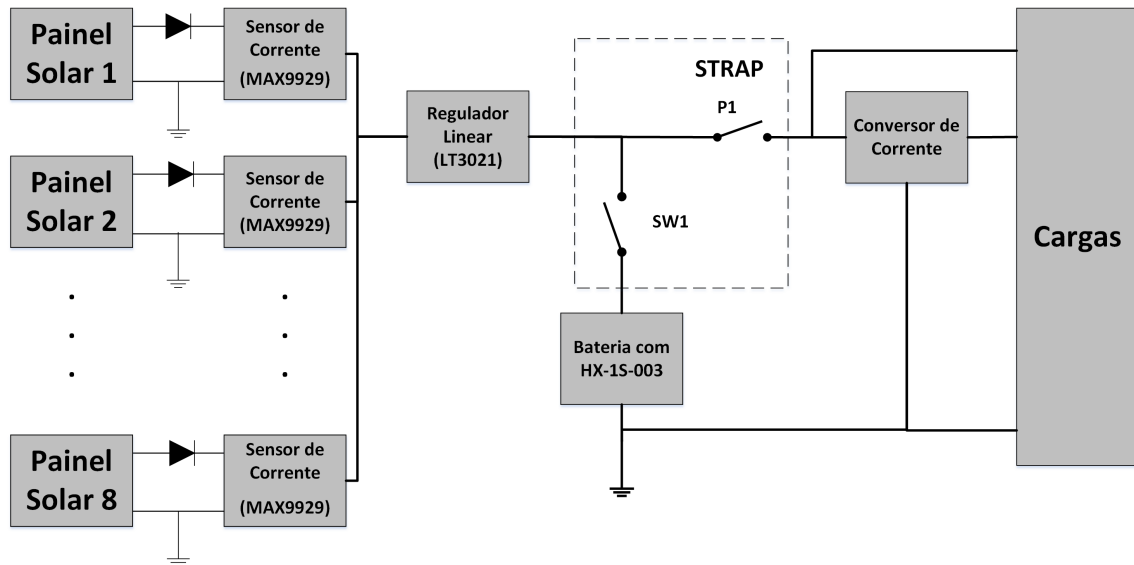 Painel
Solar 1
Sensor de
Corrente
(MAX9929)
Painel
Solar 2
Sensor de
Corrente
(MAX9929)
Painel
Solar 8
Sensor de
Corrente
(MAX9929)
Regulador
Linear
(LT3021)
STRAP
P1
SW1
Bateria com
HX-1S-003
Conversor de
Corrente
Cargas